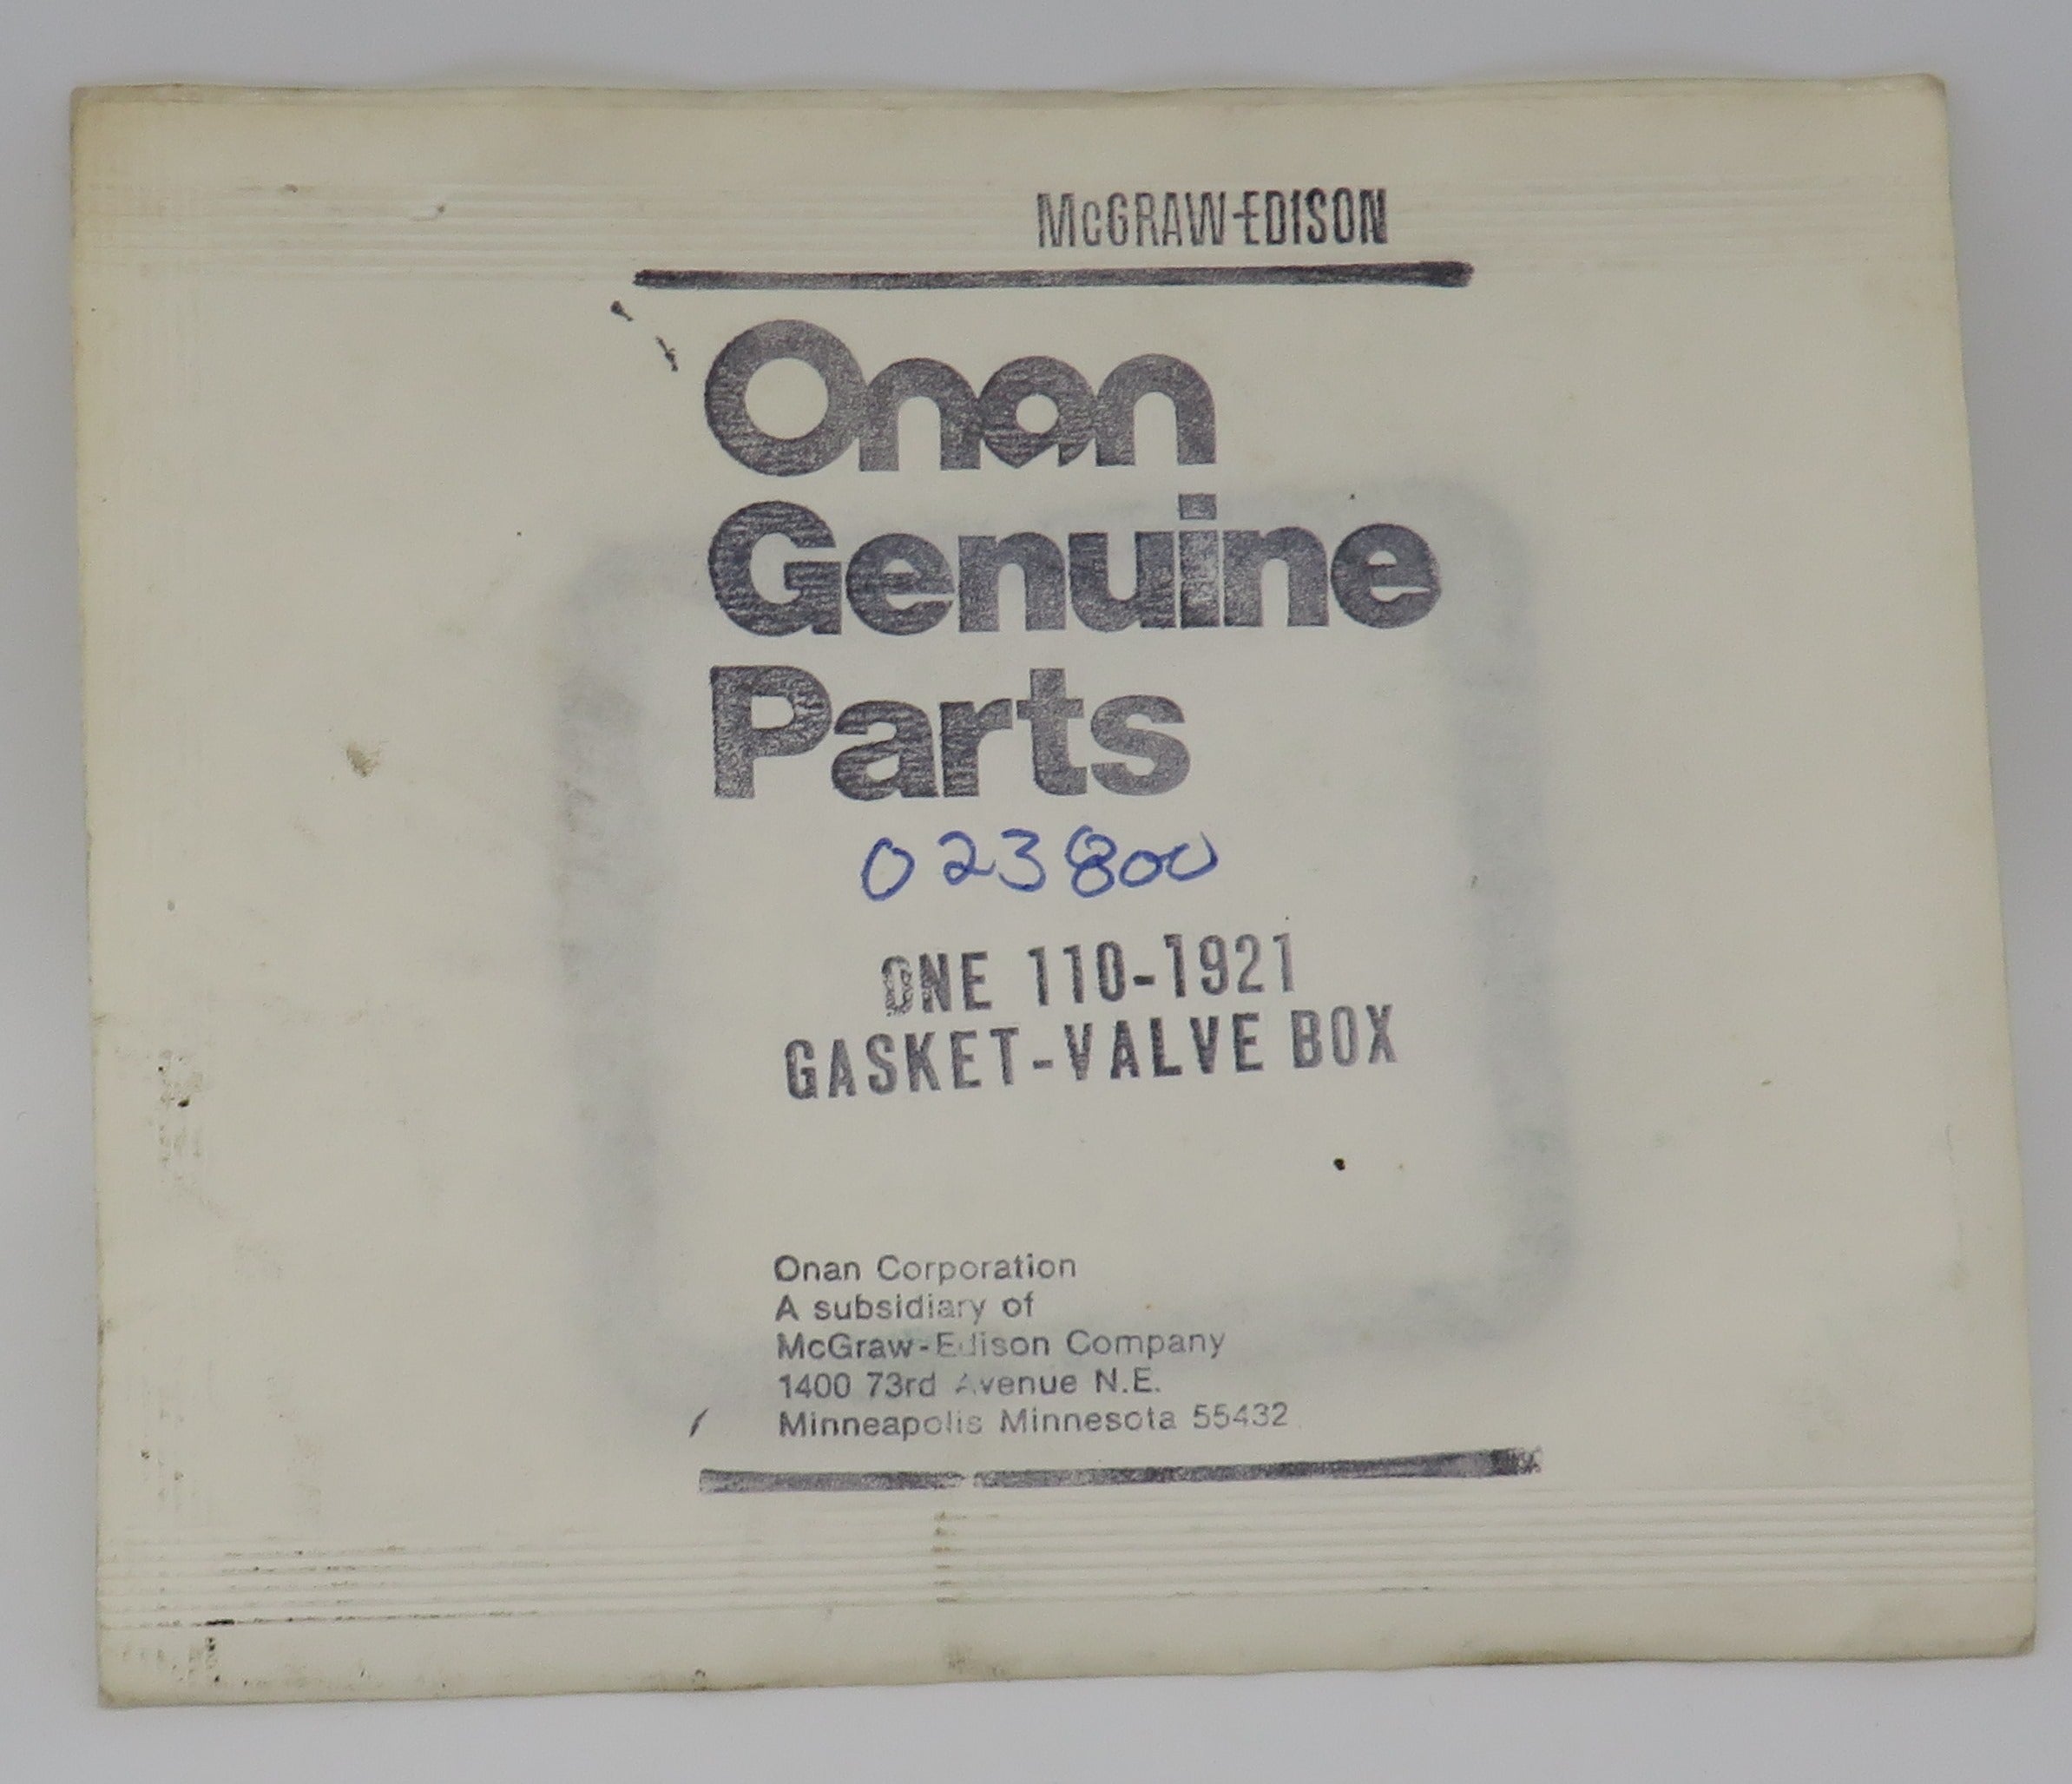 McGRAW-EDISON
Onan
Genuine
Parts
023800
ONE 110-1921
GASKET-VALVE BOX
Onan Corporation
A subsidiary of
McGraw-Edison Company
1400 73rd Avenue N.E.
Minneapolis Minnesota 55432